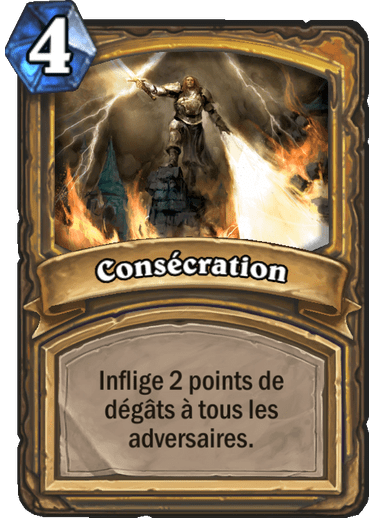 4
Consécration
Inflige 2 points de
dégâts à tous les
adversaires.